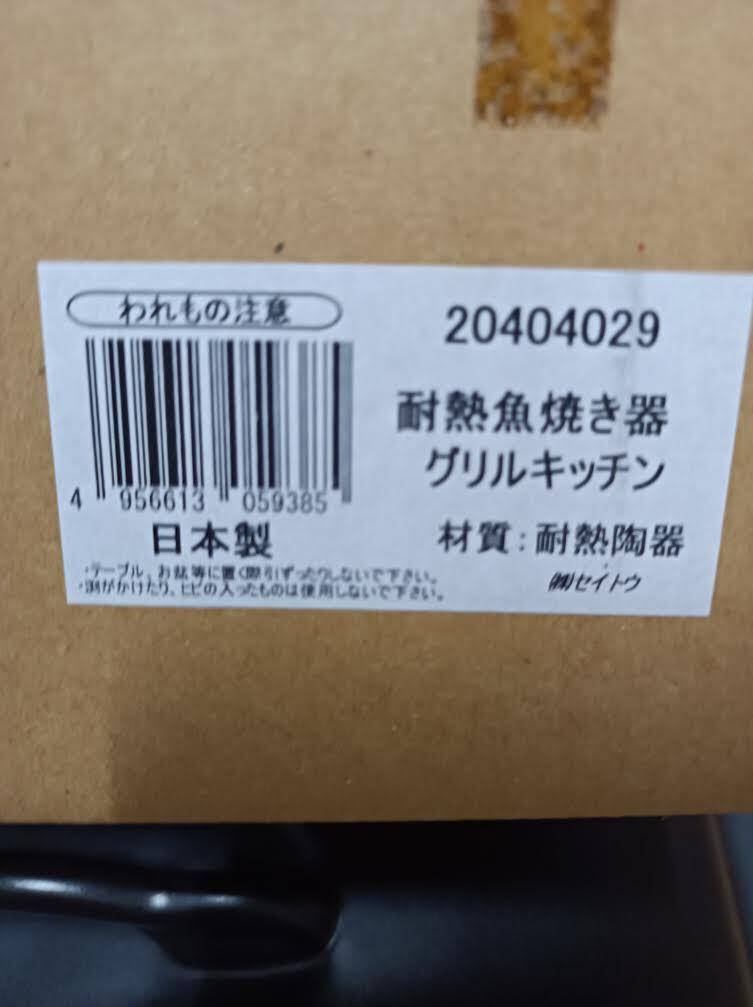 われもの注意
20404029
耐熱魚焼き器
グリルキッチン
4 956613 059385
日本製
材質:耐熱陶器
・テーブル、お盆等に置く際引ずったりしないで下さい。
・渕がかけたり、ヒビの入ったものは使用しないで下さい。
㈱セイトウ